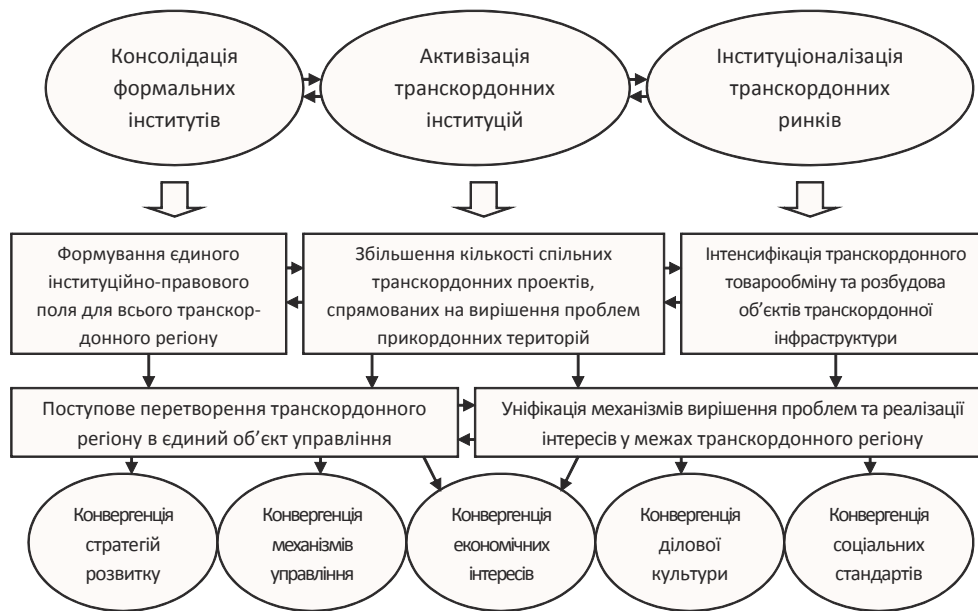 Консолідація
формальних
інститутів
Активізація
транскордонних
інституцій
Інституціоналізація
транскордонних
ринків
Формування єдиного
інституційно-правового
поля для всього транскор-
донного регіону
Збільшення кількості спільних
транскордонних проектів,
спрямованих на вирішення проблем
прикордонних територій
Інтенсифікація транскордонного
товарообміну та розбудова
об’єктів транскордонної
інфраструктури
Поступове перетворення транскордонного
регіону в єдиний об’єкт управління
Уніфікація механізмів вирішення проблем та реалізації
інтересів у межах транскордонного регіону
Конвергенція
стратегій
розвитку
Конвергенція
механізмів
управління
Конвергенція
економічних
інтересів
Конвергенція
ділової
культури
Конвергенція
соціальних
стандартів